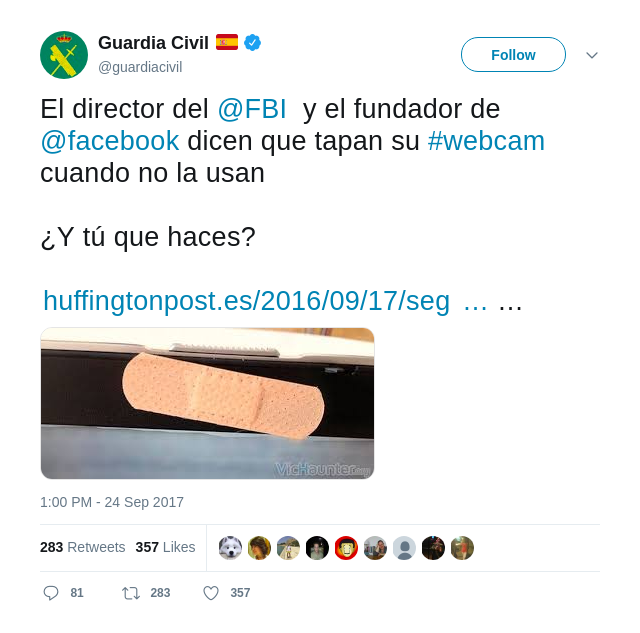 Guardia Civil
Follow
@guardiacivil
El director del @FBI y el fundador de
@facebook dicen que tapan su #webcam
cuando no la usan
¿Y tú que haces?
huffingtonpost.es/2016/09/17/seg … …
VicHaunter
1:00 PM - 24 Sep 2017
283 Retweets 357 Likes
81 283 357